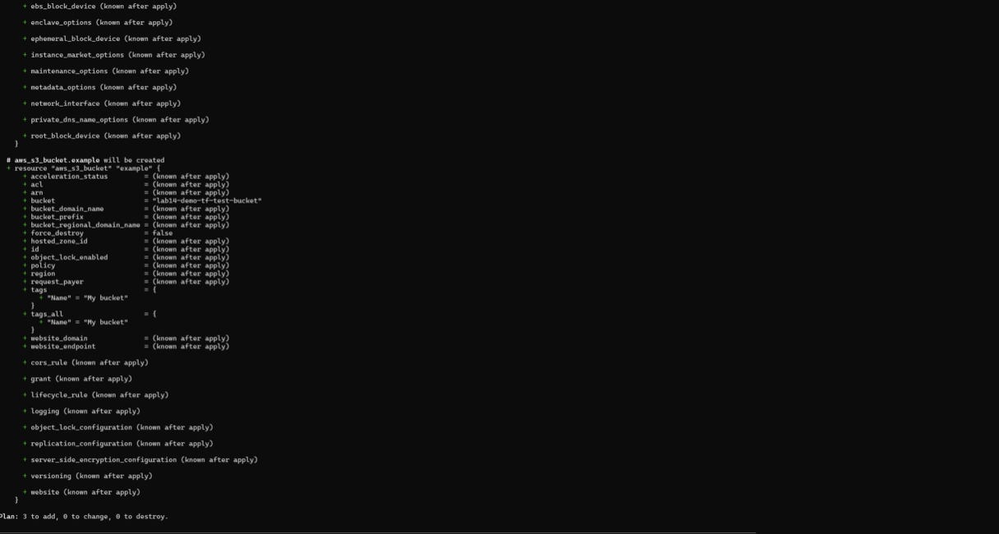 + ebs_block_device (known after apply)
+ enclave_options (known after apply)
+ ephemeral_block_device (known after apply)
+ instance_market_options (known after apply)
+ maintenance_options (known after apply)
+ metadata_options (known after apply)
+ network_interface (known after apply)
+ private_dns_name_options (known after apply)
+ root_block_device (known after apply)
}
# aws_s3_bucket.example will be created
+ resource "aws_s3_bucket" "example" {
+ acceleration_status = (known after apply)
+ acl = (known after apply)
+ arn = (known after apply)
+ bucket = "lab14-demo-tf-test-bucket"
+ bucket_domain_name = (known after apply)
+ bucket_prefix = (known after apply)
+ bucket_regional_domain_name = (known after apply)
+ force_destroy = false
+ hosted_zone_id = (known after apply)
+ id = (known after apply)
+ object_lock_enabled = (known after apply)
+ policy = (known after apply)
+ region = (known after apply)
+ request_payer = (known after apply)
+ tags = {
+ "Name" = "My bucket"
}
+ tags_all = {
+ "Name" = "My bucket"
}
+ website_domain = (known after apply)
+ website_endpoint = (known after apply)
+ cors_rule (known after apply)
+ grant (known after apply)
+ lifecycle_rule (known after apply)
+ logging (known after apply)
+ object_lock_configuration (known after apply)
+ replication_configuration (known after apply)
+ server_side_encryption_configuration (known after apply)
+ versioning (known after apply)
+ website (known after apply)
}
Plan: 3 to add, 0 to change, 0 to destroy.